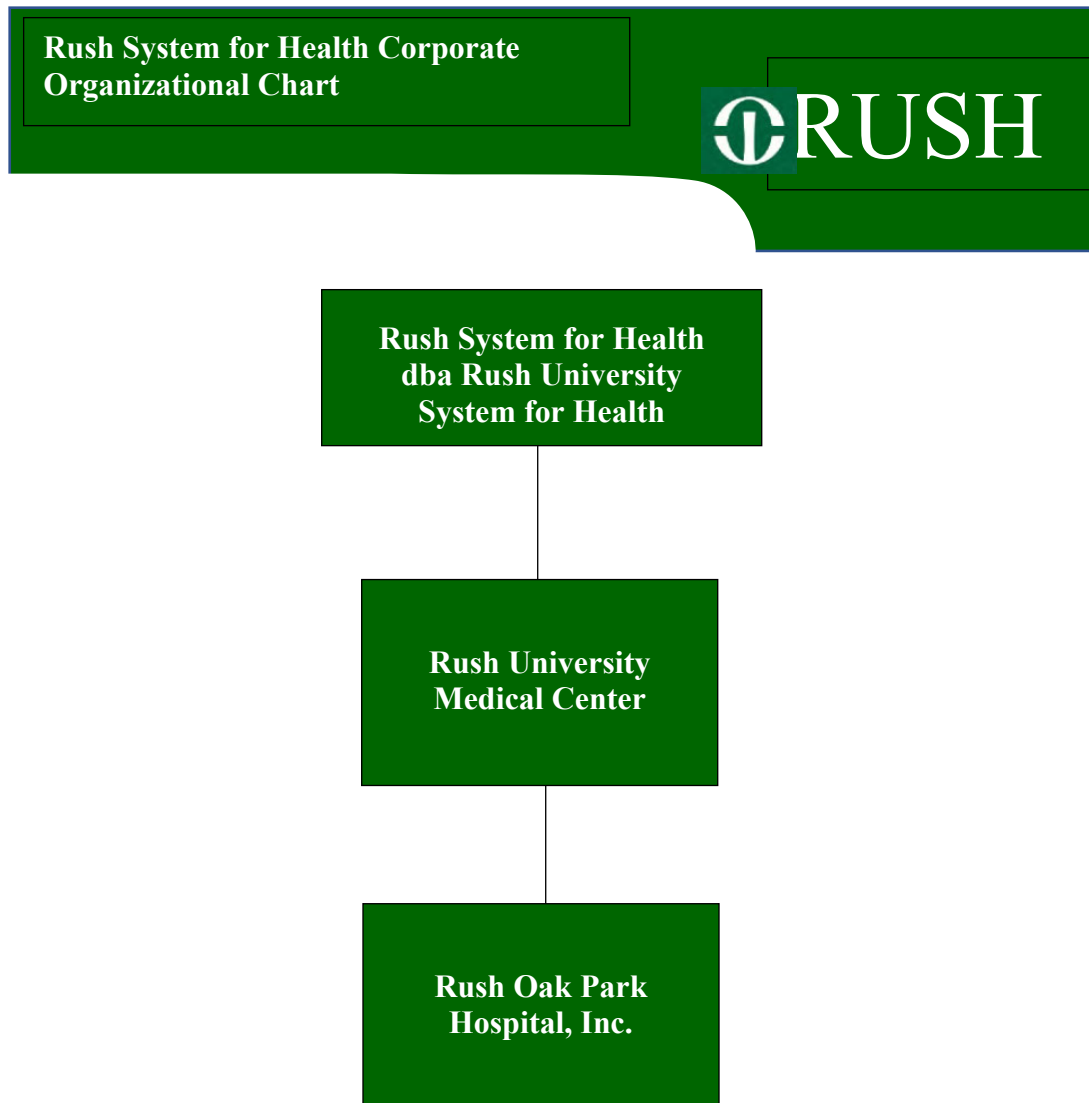 Rush System for Health Corporate
Organizational Chart
RUSH
Rush System for Health
dba Rush University
System for Health
Rush University
Medical Center
Rush Oak Park
Hospital, Inc.